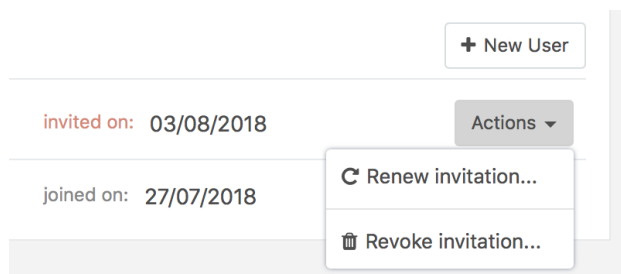 New User
invited on: 03/08/2018 Actions
Renew invitation...
joined on: 27/07/2018
Revoke invitation...